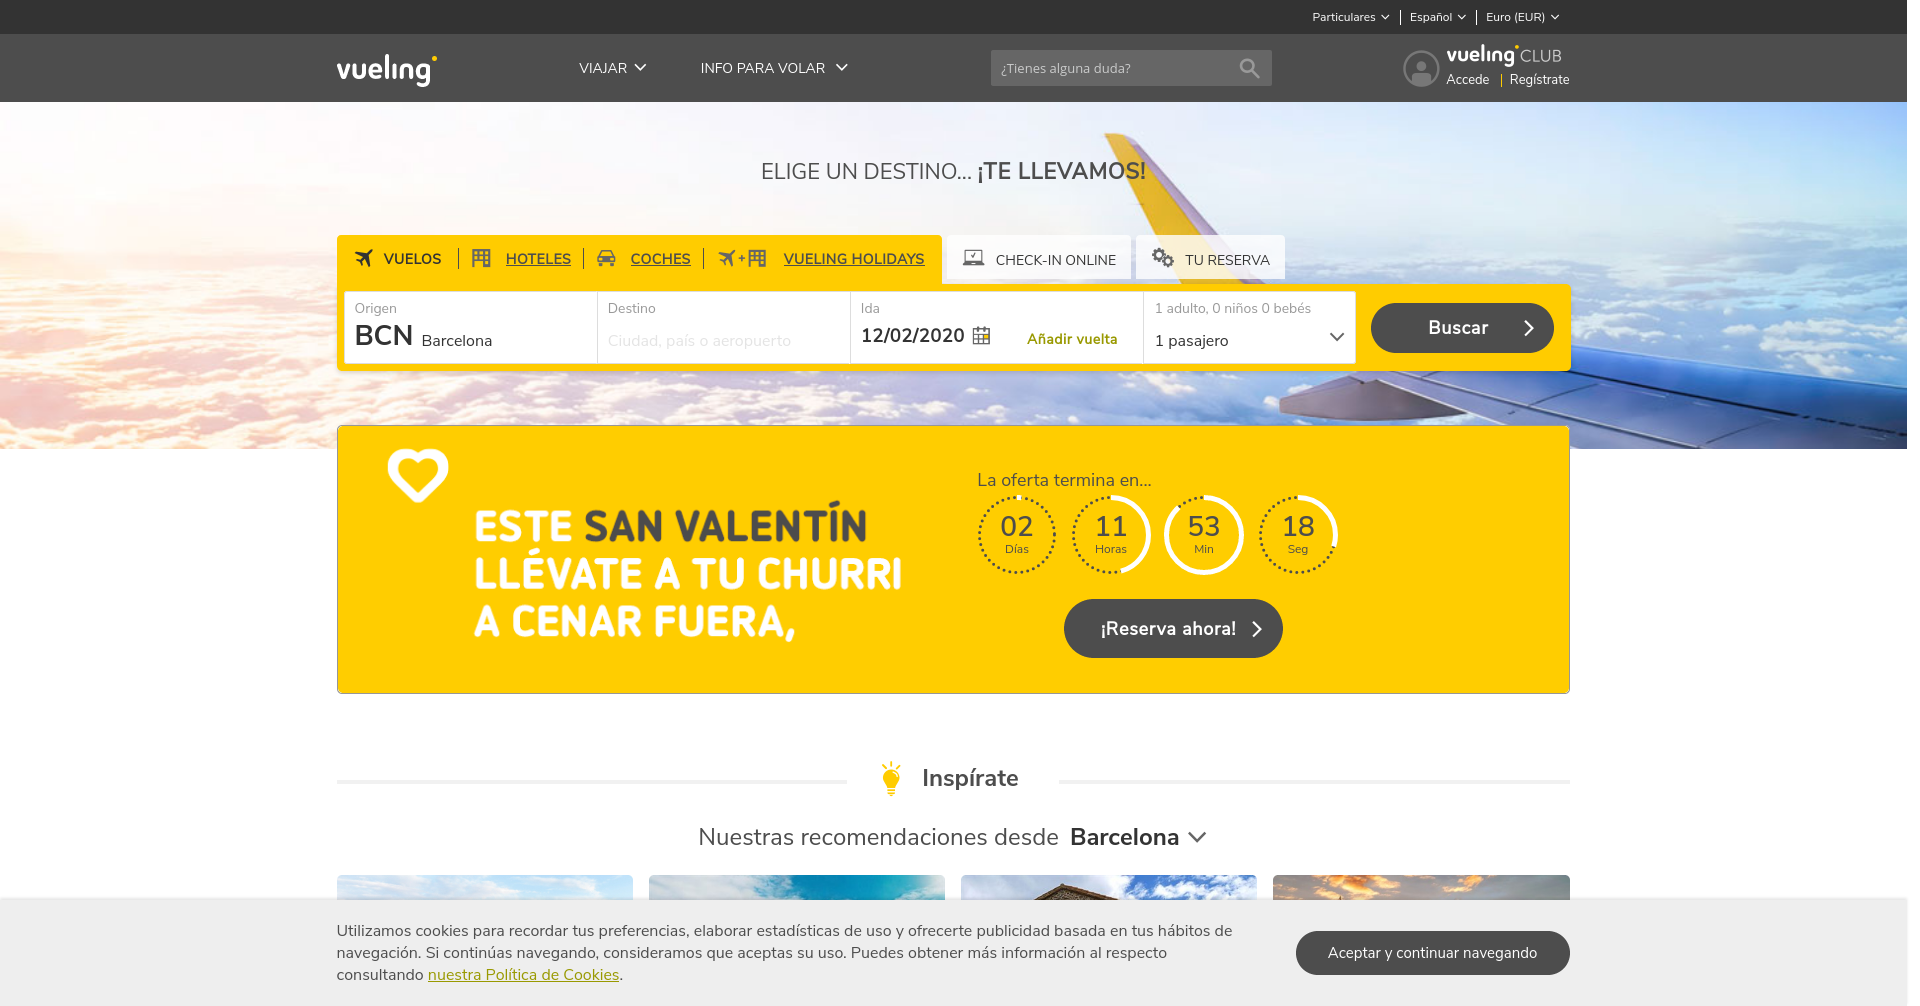 Particulares Español Euro (EUR)
vueling VIAJAR INFO PARA VOLAR ¿Tienes alguna duda? vueling CLUB
Accede | Regístrate
ELIGE UN DESTINO... ¡TE LLEVAMOS!
VUELOS HOTELES COCHES + VUELING HOLIDAYS CHECK-IN ONLINE TU RESERVA
Origen Destino Ida 1 adulto, 0 niños 0 bebés
BCN Barcelona Ciudad, país o aeropuerto 12/02/2020 Añadir vuelta 1 pasajero Buscar
La oferta termina en...
ESTE SAN VALENTÍN
LLÉVATE A TU CHURRI
A CENAR FUERA,
02 11 53 18
Días Horas Min Seg
¡Reserva ahora!
Inspírate
Nuestras recomendaciones desde Barcelona
Utilizamos cookies para recordar tus preferencias, elaborar estadísticas de uso y ofrecerte publicidad basada en tus hábitos de
navegación. Si continúas navegando, consideramos que aceptas su uso. Puedes obtener más información al respecto
consultando nuestra Política de Cookies.
Aceptar y continuar navegando